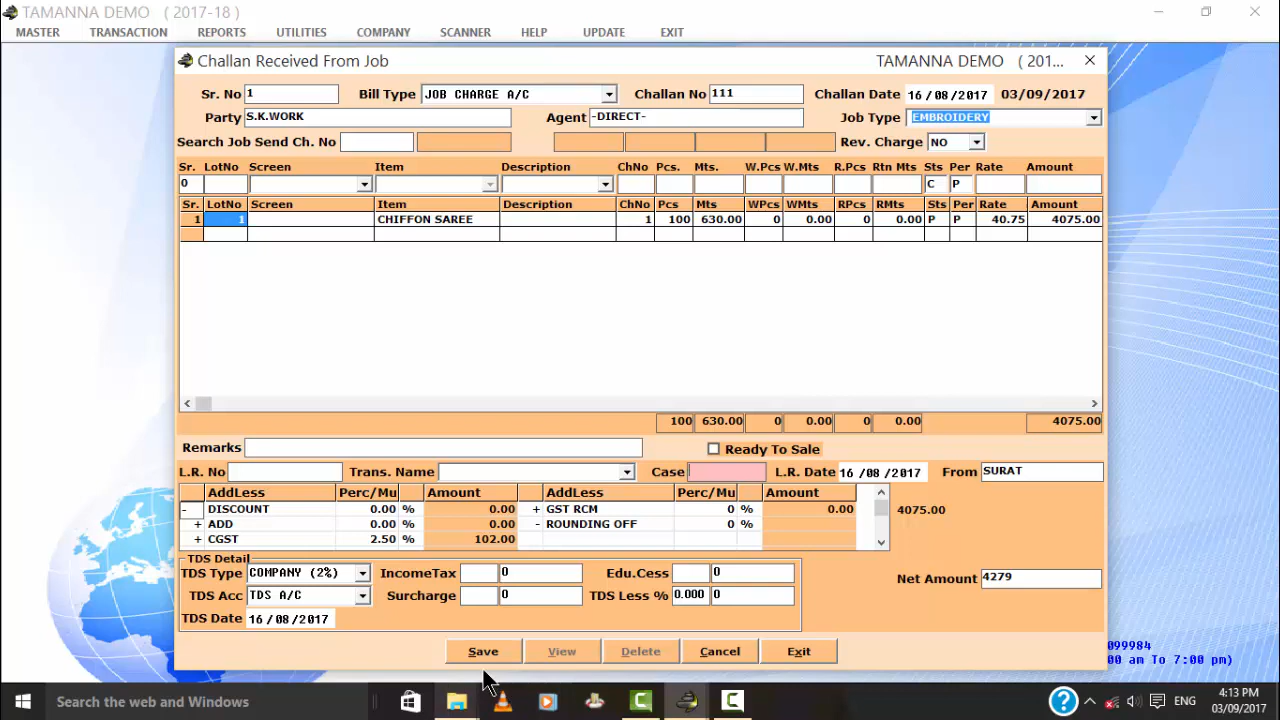 TAMANNA DEMO ( 2017-18 )
MASTER TRANSACTION REPORTS UTILITIES COMPANY SCANNER HELP UPDATE EXIT
Challan Received From Job TAMANNA DEMO ( 201...
Sr. No 1 Bill Type JOB CHARGE A/C Challan No 111 Challan Date 16/08/2017 03/09/2017
Party S.K.WORK Agent -DIRECT- Job Type EMBROIDERY
Search Job Send Ch. No Rev. Charge NO
Sr. LotNo Screen Item Description ChNo Pcs. Mts. W.Pcs W.Mts R.Pcs Rtn Mts Sts Per Rate Amount
0 C P
Sr. LotNo Screen Item Description ChNo Pcs Mts WPcs WMts RPcs RMts Sts Per Rate Amount
1 1 CHIFFON SAREE 1 100 630.00 0 0.00 0 0.00 P P 40.75 4075.00
100 630.00 0 0.00 0 0.00 4075.00
Remarks Ready To Sale
L.R. No Trans. Name Case L.R. Date 16/08/2017 From SURAT
AddLess Perc/Mu Amount AddLess Perc/Mu Amount
- DISCOUNT 0.00 % 0.00 + GST RCM 0 % 0.00 4075.00
+ ADD 0.00 % 0.00 - ROUNDING OFF 0 %
+ CGST 2.50 % 102.00
TDS Detail
TDS Type COMPANY (2%) IncomeTax 0 Edu.Cess 0 Net Amount 4279
TDS Acc TDS A/C Surcharge 0 TDS Less % 0.000 0
TDS Date 16/08/2017
099984
00 am To 7:00 pm)
Save View Delete Cancel Exit
Search the web and Windows ENG 4:13 PM
03/09/2017